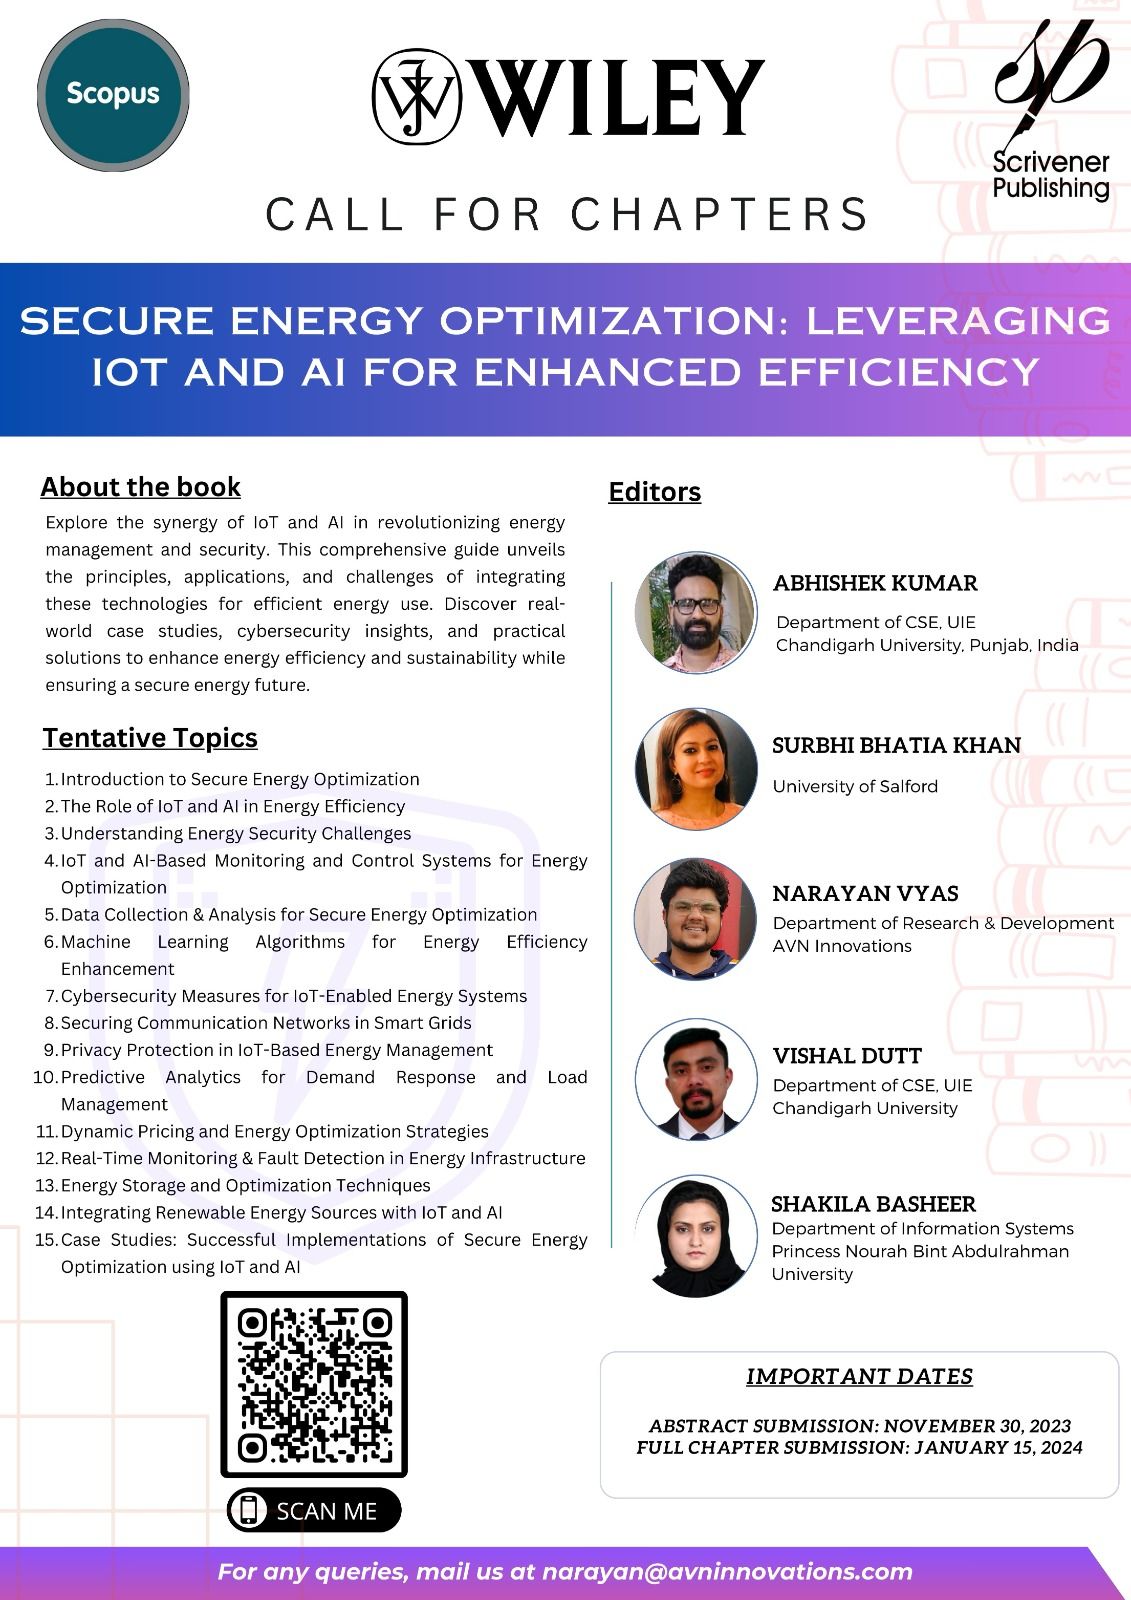 Scopus
WILEY
Scrivener
Publishing
CALL FOR CHAPTERS
SECURE ENERGY OPTIMIZATION: LEVERAGING
IOT AND AI FOR ENHANCED EFFICIENCY
About the book
Explore the synergy of IoT and AI in revolutionizing energy
management and security. This comprehensive guide unveils
the principles, applications, and challenges of integrating
these technologies for efficient energy use. Discover real-
world case studies, cybersecurity insights, and practical
solutions to enhance energy efficiency and sustainability while
ensuring a secure energy future.
Tentative Topics
1. Introduction to Secure Energy Optimization
2. The Role of IoT and AI in Energy Efficiency
3. Understanding Energy Security Challenges
4. IoT and AI-Based Monitoring and Control Systems for Energy
Optimization
5. Data Collection & Analysis for Secure Energy Optimization
6. Machine Learning Algorithms for Energy Efficiency
Enhancement
7. Cybersecurity Measures for IoT-Enabled Energy Systems
8. Securing Communication Networks in Smart Grids
9. Privacy Protection in IoT-Based Energy Management
10. Predictive Analytics for Demand Response and Load
Management
11. Dynamic Pricing and Energy Optimization Strategies
12. Real-Time Monitoring & Fault Detection in Energy Infrastructure
13. Energy Storage and Optimization Techniques
14. Integrating Renewable Energy Sources with IoT and AI
15. Case Studies: Successful Implementations of Secure Energy
Optimization using IoT and AI
SCAN ME
Editors
ABHISHEK KUMAR
Department of CSE, UIE
Chandigarh University, Punjab, India
SURBHI BHATIA KHAN
University of Salford
NARAYAN VYAS
Department of Research & Development
AVN Innovations
VISHAL DUTT
Department of CSE, UIE
Chandigarh University
SHAKILA BASHEER
Department of Information Systems
Princess Nourah Bint Abdulrahman
University
IMPORTANT DATES
ABSTRACT SUBMISSION: NOVEMBER 30, 2023
FULL CHAPTER SUBMISSION: JANUARY 15, 2024
For any queries, mail us at narayan@avninnovations.com